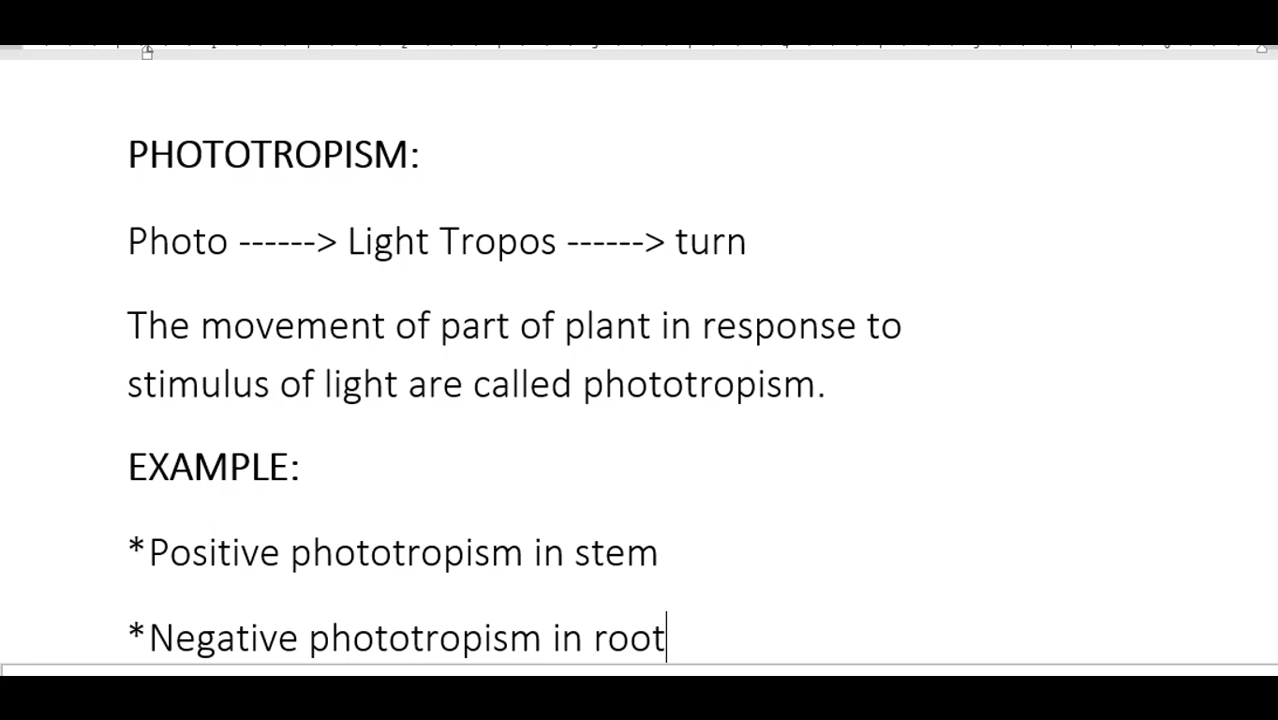 PHOTOTROPISM:
Photo ------> Light Tropos ------> turn
The movement of part of plant in response to
stimulus of light are called phototropism.
EXAMPLE:
*Positive phototropism in stem
*Negative phototropism in root